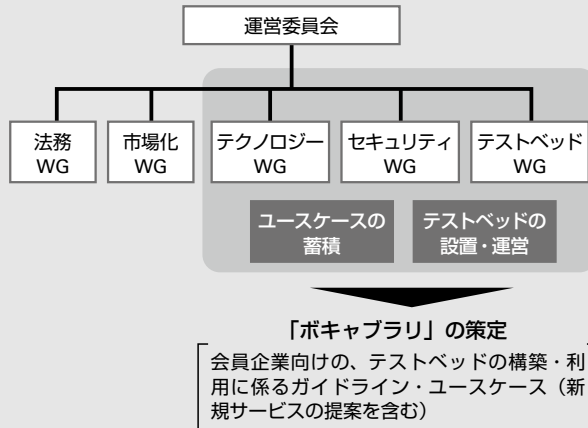 運営委員会
法務
WG
市場化
WG
テクノロジー
WG
セキュリティ
WG
テストベッド
WG
ユースケースの
蓄積
テストベッドの
設置・運営
「ボキャブラリ」の策定
会員企業向けの、テストベッドの構築・利
用に係るガイドライン・ユースケース（新
規サービスの提案を含む）